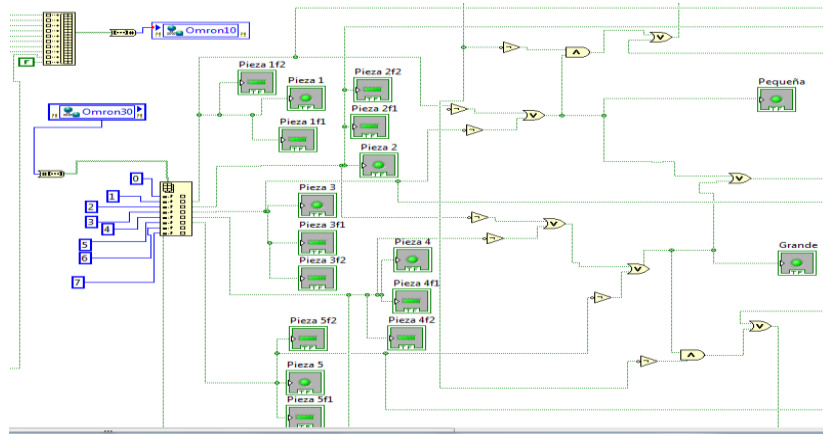 Omron10
F
Pieza 1f2
Pieza 1
Pieza 1f1
Pieza 2f2
Pieza 2f1
Pieza 2
Pequeña
Omron30
0
1
2
3
4
5
6
7
Pieza 3
Pieza 3f1
Pieza 3f2
Pieza 4
Pieza 4f1
Pieza 4f2
Grande
Pieza 5f2
Pieza 5
Pieza 5f1